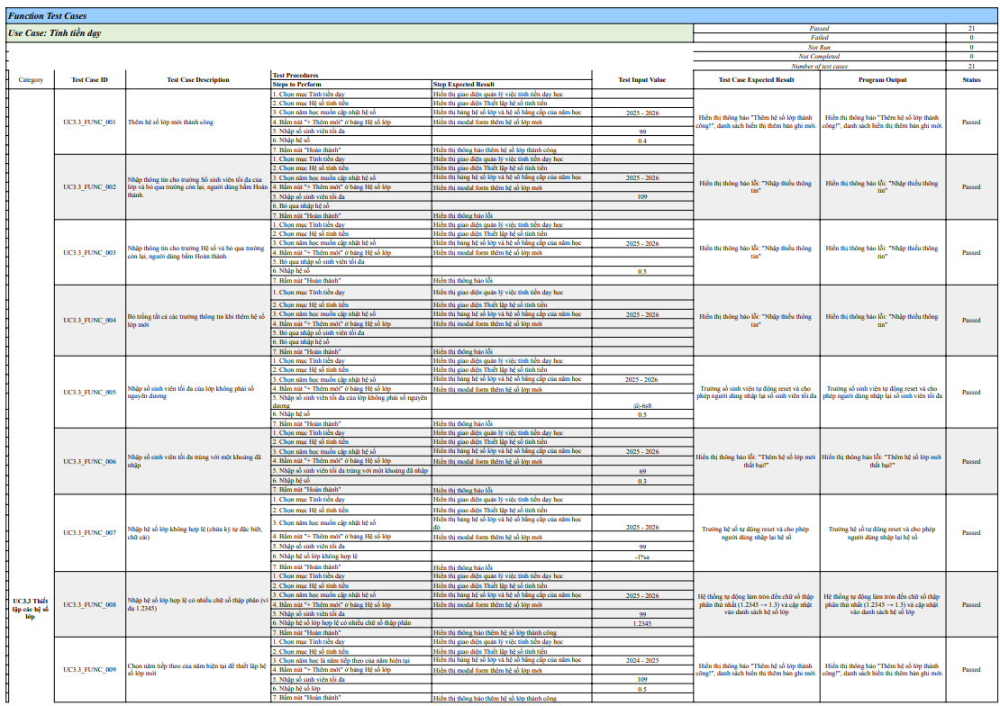 Function Test Cases
Use Case: Tính tiền dạy
Passed 21
Failed 0
Not Run 0
Not Completed 0
Number of test cases 21
Category Test Case ID Test Case Description Test Procedures Test Input Value Test Case Expected Result Program Output Status
Steps to Perform Step Expected Result
UC3.3 Thiết lập các hệ số lớp
UC3.3_FUNC_001
Thêm hệ số lớp mới thành công
1. Chọn mục Tính tiền dạy Hiển thị giao diện quản lý việc tính tiền dạy học
2. Chọn mục Hệ số tính tiền Hiển thị giao diện Thiết lập hệ số tính tiền
3. Chọn năm học muốn cập nhật hệ số Hiển thị bảng hệ số lớp và hệ số bằng cấp của năm học 2025 - 2026
4. Bấm nút "+ Thêm mới" ở bảng Hệ số lớp Hiển thị modal form thêm hệ số lớp mới
5. Nhập số sinh viên tối đa 99
6. Nhập hệ số 0.4
7. Bấm nút "Hoàn thành" Hiển thị thông báo thêm hệ số lớp thành công
Hiển thị thông báo "Thêm hệ số lớp thành
công!", danh sách hiển thị thêm bản ghi mới.
Hiển thị thông báo "Thêm hệ số lớp thành
công!", danh sách hiển thị thêm bản ghi mới.
Passed
UC3.3_FUNC_002
Nhập thông tin cho trường Số sinh viên tối đa của
lớp và bỏ qua trường còn lại, người dùng bấm Hoàn
thành.
1. Chọn mục Tính tiền dạy Hiển thị giao diện quản lý việc tính tiền dạy học
2. Chọn mục Hệ số tính tiền Hiển thị giao diện Thiết lập hệ số tính tiền
3. Chọn năm học muốn cập nhật hệ số Hiển thị bảng hệ số lớp và hệ số bằng cấp của năm học 2025 - 2026
4. Bấm nút "+ Thêm mới" ở bảng Hệ số lớp Hiển thị modal form thêm hệ số lớp mới
5. Nhập số sinh viên tối đa 109
6. Bỏ qua nhập hệ số
7. Bấm nút "Hoàn thành" Hiển thị thông báo lỗi
Hiển thị thông báo lỗi: "Nhập thiếu thông
tin"
Hiển thị thông báo lỗi: "Nhập thiếu thông
tin"
Passed
UC3.3_FUNC_003
Nhập thông tin cho trường Hệ số và bỏ qua trường
còn lại, người dùng bấm Hoàn thành.
1. Chọn mục Tính tiền dạy Hiển thị giao diện quản lý việc tính tiền dạy học
2. Chọn mục Hệ số tính tiền Hiển thị giao diện Thiết lập hệ số tính tiền
3. Chọn năm học muốn cập nhật hệ số Hiển thị bảng hệ số lớp và hệ số bằng cấp của năm học 2025 - 2026
4. Bấm nút "+ Thêm mới" ở bảng Hệ số lớp Hiển thị modal form thêm hệ số lớp mới
5. Bỏ qua nhập số sinh viên tối đa
6. Nhập hệ số 0.5
7. Bấm nút "Hoàn thành" Hiển thị thông báo lỗi
Hiển thị thông báo lỗi: "Nhập thiếu thông
tin"
Hiển thị thông báo lỗi: "Nhập thiếu thông
tin"
Passed
UC3.3_FUNC_004
Bỏ trống tất cả các trường thông tin khi thêm hệ số
lớp mới
1. Chọn mục Tính tiền dạy Hiển thị giao diện quản lý việc tính tiền dạy học
2. Chọn mục Hệ số tính tiền Hiển thị giao diện Thiết lập hệ số tính tiền
3. Chọn năm học muốn cập nhật hệ số Hiển thị bảng hệ số lớp và hệ số bằng cấp của năm học 2025 - 2026
4. Bấm nút "+ Thêm mới" ở bảng Hệ số lớp Hiển thị modal form thêm hệ số lớp mới
5. Bỏ qua nhập số sinh viên tối đa
6. Bỏ qua nhập hệ số
7. Bấm nút "Hoàn thành" Hiển thị thông báo lỗi
Hiển thị thông báo lỗi: "Nhập thiếu thông
tin"
Hiển thị thông báo lỗi: "Nhập thiếu thông
tin"
Passed
UC3.3_FUNC_005
Nhập số sinh viên tối đa của lớp không phải số
nguyên dương
1. Chọn mục Tính tiền dạy Hiển thị giao diện quản lý việc tính tiền dạy học
2. Chọn mục Hệ số tính tiền Hiển thị giao diện Thiết lập hệ số tính tiền
3. Chọn năm học muốn cập nhật hệ số Hiển thị bảng hệ số lớp và hệ số bằng cấp của năm học 2025 - 2026
4. Bấm nút "+ Thêm mới" ở bảng Hệ số lớp Hiển thị modal form thêm hệ số lớp mới
5. Nhập số sinh viên tối đa của lớp không phải số nguyên
dương @-6s8
6. Nhập hệ số 0.5
7. Bấm nút "Hoàn thành" Hiển thị thông báo lỗi
Trường số sinh viên tự động reset và cho
phép người dùng nhập lại số sinh viên tối đa
Trường số sinh viên tự động reset và cho
phép người dùng nhập lại số sinh viên tối đa
Passed
UC3.3_FUNC_006
Nhập số sinh viên tối đa trùng với một khoảng đã
nhập
1. Chọn mục Tính tiền dạy Hiển thị giao diện quản lý việc tính tiền dạy học
2. Chọn mục Hệ số tính tiền Hiển thị giao diện Thiết lập hệ số tính tiền
3. Chọn năm học muốn cập nhật hệ số Hiển thị bảng hệ số lớp và hệ số bằng cấp của năm học 2025 - 2026
4. Bấm nút "+ Thêm mới" ở bảng Hệ số lớp Hiển thị modal form thêm hệ số lớp mới
5. Nhập số sinh viên tối đa trùng với một khoảng đã nhập 69
6. Nhập hệ số 0.3
7. Bấm nút "Hoàn thành" Hiển thị thông báo lỗi
Hiển thị thông báo lỗi: "Thêm hệ số lớp mới
thất bại!"
Hiển thị thông báo lỗi: "Thêm hệ số lớp mới
thất bại!"
Passed
UC3.3_FUNC_007
Nhập hệ số lớp không hợp lệ (chứa ký tự đặc biệt,
chữ cái)
1. Chọn mục Tính tiền dạy Hiển thị giao diện quản lý việc tính tiền dạy học
2. Chọn mục Hệ số tính tiền Hiển thị giao diện Thiết lập hệ số tính tiền
3. Chọn năm học muốn cập nhật hệ số Hiển thị bảng hệ số lớp và hệ số bằng cấp của năm học
đó 2025 - 2026
4. Bấm nút "+ Thêm mới" ở bảng Hệ số lớp Hiển thị modal form thêm hệ số lớp mới
5. Nhập số sinh viên tối đa 99
6. Nhập hệ số lớp không hợp lệ -1%a
7. Bấm nút "Hoàn thành" Hiển thị thông báo lỗi
Trường hệ số tự động reset và cho phép
người dùng nhập lại hệ số
Trường hệ số tự động reset và cho phép
người dùng nhập lại hệ số
Passed
UC3.3_FUNC_008
Nhập hệ số lớp hợp lệ có nhiều chữ số thập phân (ví
dụ 1.2345)
1. Chọn mục Tính tiền dạy Hiển thị giao diện quản lý việc tính tiền dạy học
2. Chọn mục Hệ số tính tiền Hiển thị giao diện Thiết lập hệ số tính tiền
3. Chọn năm học muốn cập nhật hệ số Hiển thị bảng hệ số lớp và hệ số bằng cấp của năm học 2025 - 2026
4. Bấm nút "+ Thêm mới" ở bảng Hệ số lớp Hiển thị modal form thêm hệ số lớp mới
5. Nhập số sinh viên tối đa 99
6. Nhập hệ số lớp hợp lệ có nhiều chữ số thập phân 1.2345
7. Bấm nút "Hoàn thành" Hiển thị thông báo thêm hệ số lớp thành công
Hệ thống tự động làm tròn đến chữ số thập
phân thứ nhất (1.2345 → 1.3) và cập nhật
vào danh sách hệ số lớp
Hệ thống tự động làm tròn đến chữ số thập
phân thứ nhất (1.2345 → 1.3) và cập nhật
vào danh sách hệ số lớp
Passed
UC3.3_FUNC_009
Chọn năm tiếp theo của năm hiện tại để thiết lập hệ
số lớp mới
1. Chọn mục Tính tiền dạy Hiển thị giao diện quản lý việc tính tiền dạy học
2. Chọn mục Hệ số tính tiền Hiển thị giao diện Thiết lập hệ số tính tiền
3. Chọn năm học là năm tiếp theo của năm hiện tại Hiển thị bảng hệ số lớp và hệ số bằng cấp của năm học 2024 - 2025
4. Bấm nút "+ Thêm mới" ở bảng Hệ số lớp Hiển thị modal form thêm hệ số lớp mới
5. Nhập số sinh viên tối đa 109
6. Nhập hệ số lớp 0.5
7. Bấm nút "Hoàn thành" Hiển thị thông báo thêm hệ số lớp thành công
Hiển thị thông báo "Thêm hệ số lớp thành
công!", danh sách hiển thị thêm bản ghi mới.
Hiển thị thông báo "Thêm hệ số lớp thành
công!", danh sách hiển thị thêm bản ghi mới.
Passed